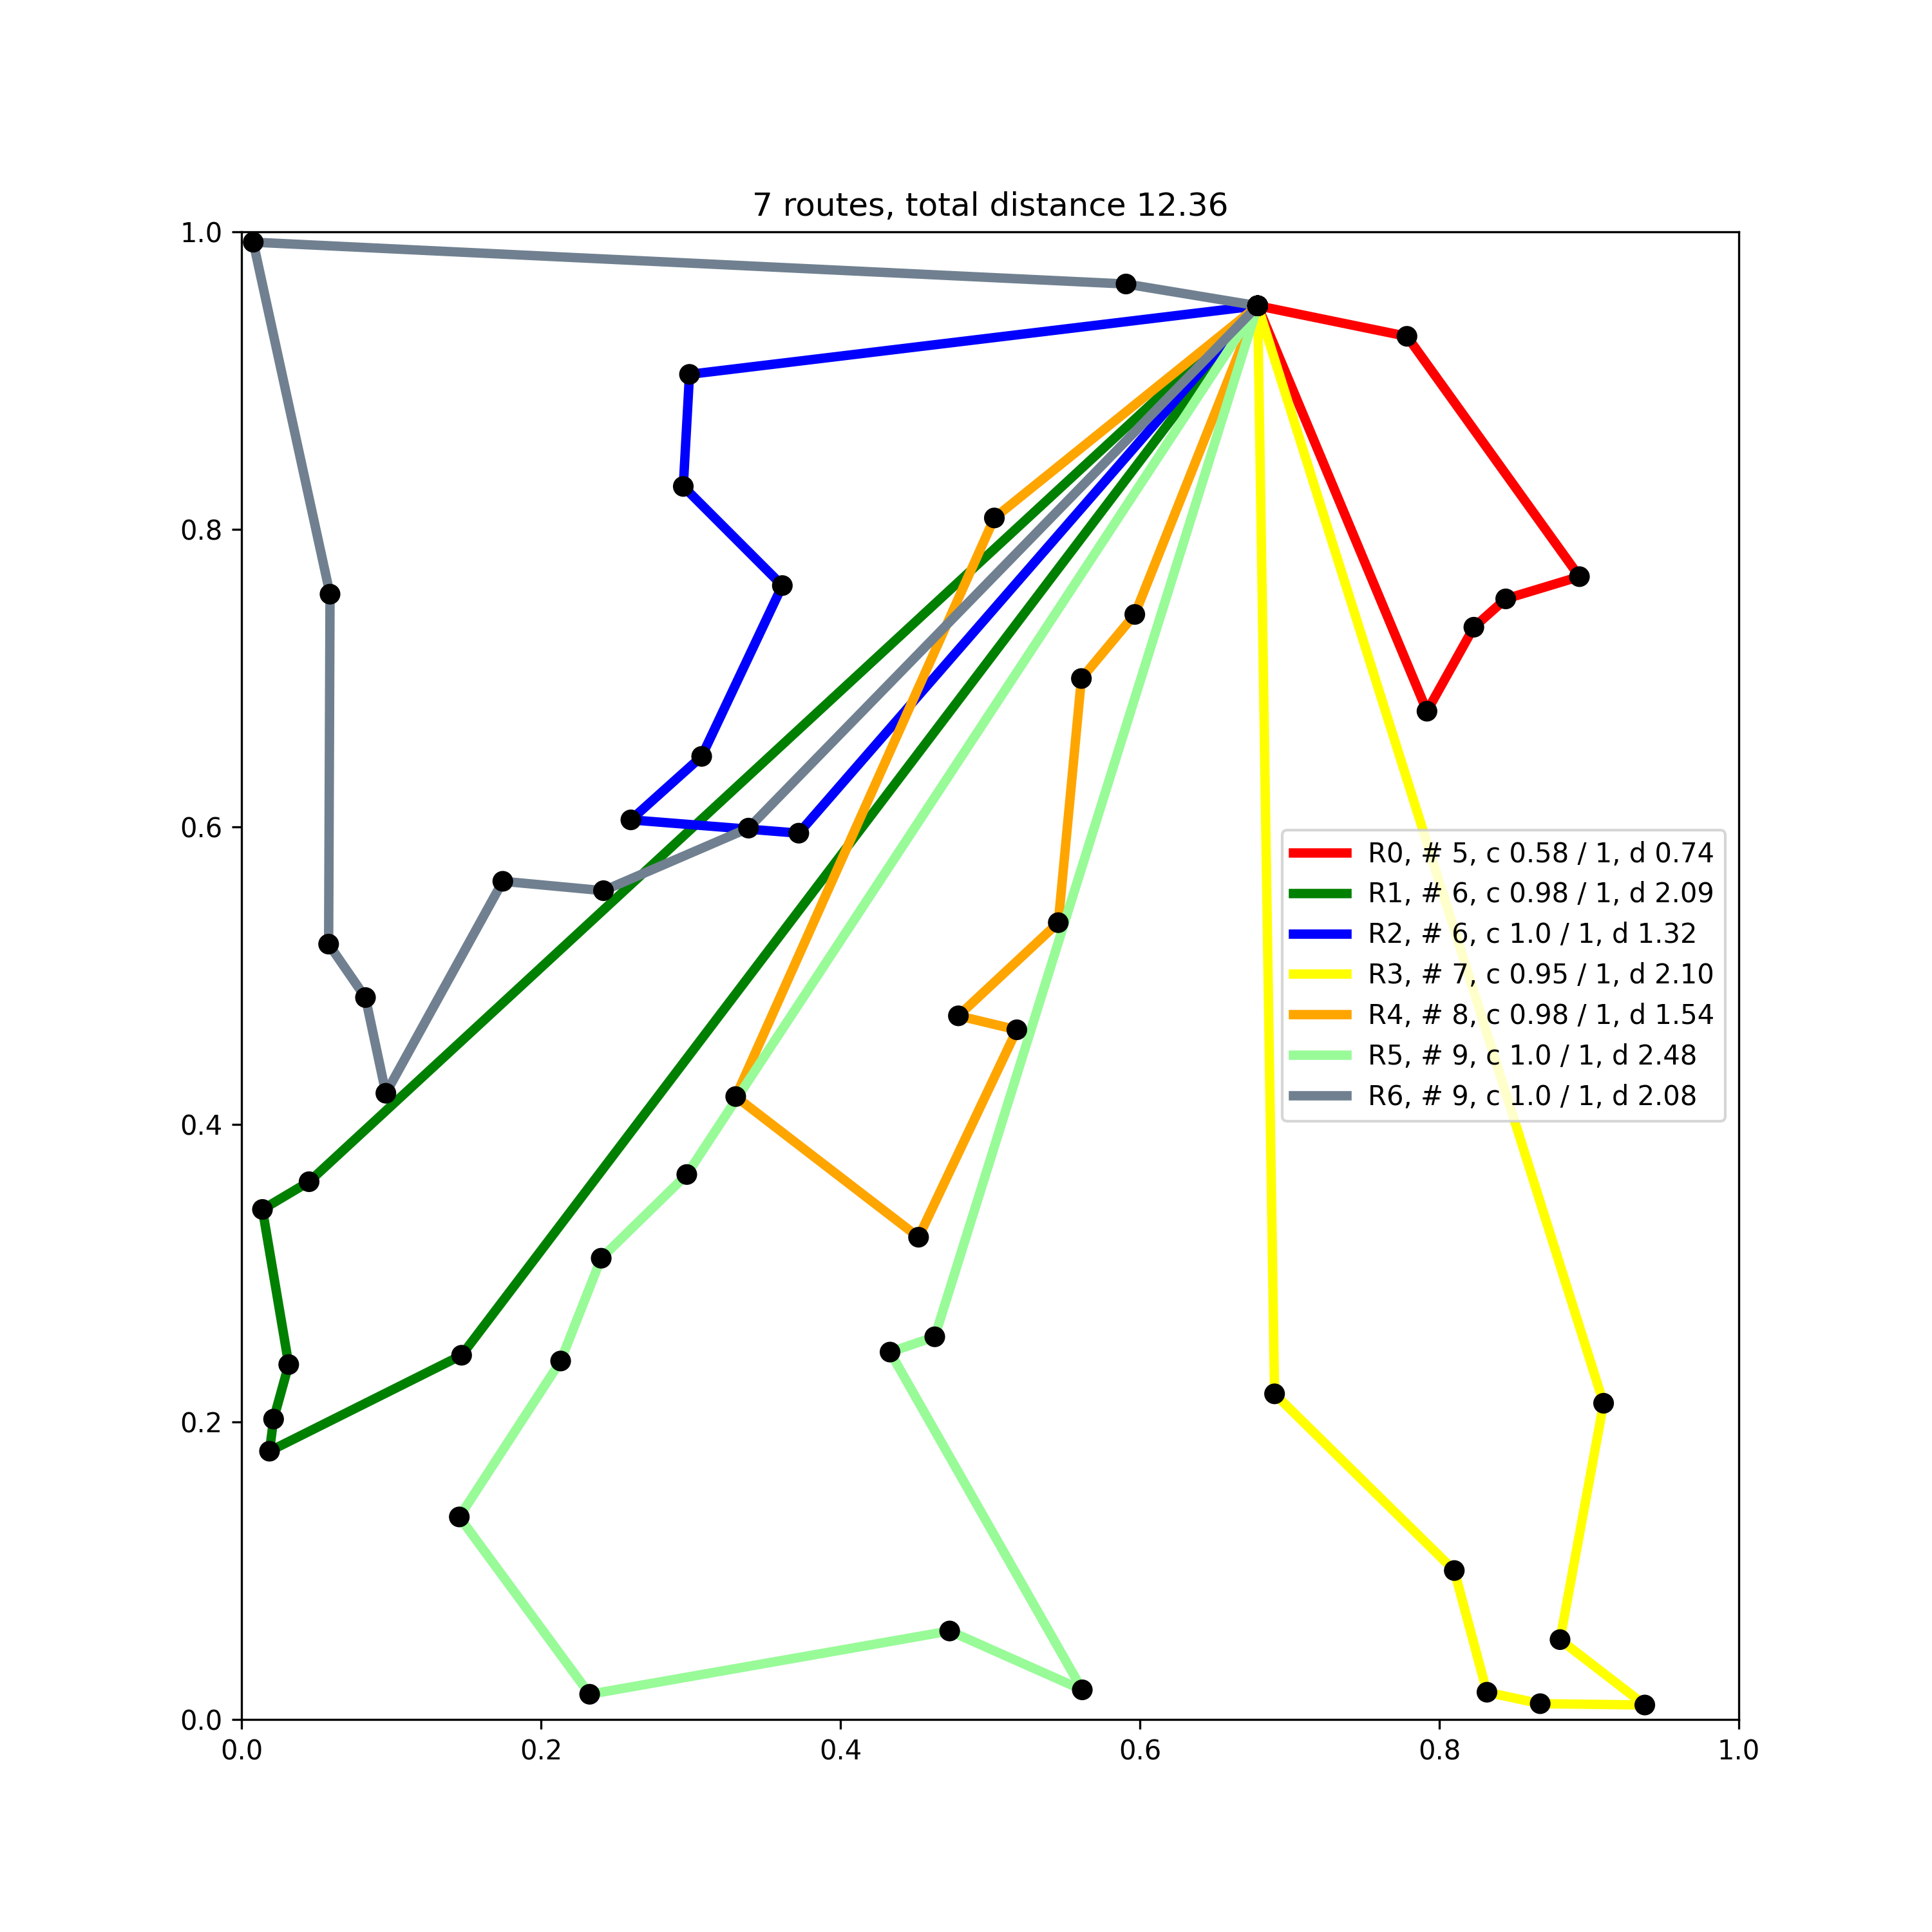 7 routes, total distance 12.36
1.0
0.8
0.6
0.4
0.2
0.0
R0, # 5, c 0.58 / 1, d 0.74
R1, # 6, c 0.98 / 1, d 2.09
R2, # 6, c 1.0 / 1, d 1.32
R3, # 7, c 0.95 / 1, d 2.10
R4, # 8, c 0.98 / 1, d 1.54
R5, # 9, c 1.0 / 1, d 2.48
R6, # 9, c 1.0 / 1, d 2.08
0.0 0.2 0.4 0.6 0.8 1.0